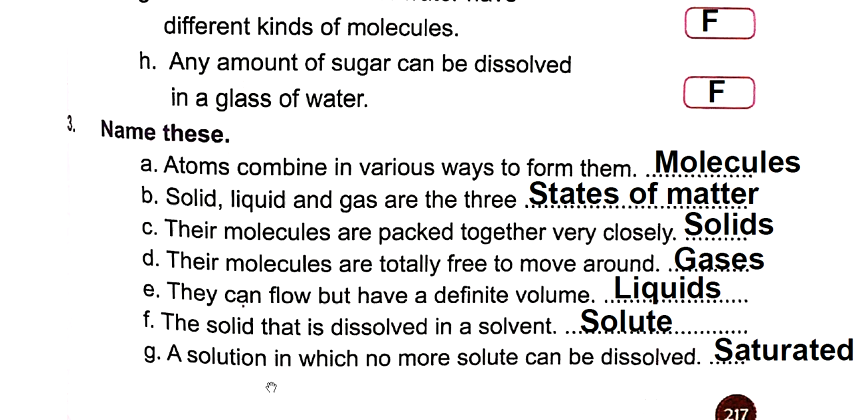 different kinds of molecules. F
h. Any amount of sugar can be dissolved
in a glass of water. F
3. Name these.
a. Atoms combine in various ways to form them. ..Molecules
b. Solid, liquid and gas are the three .States of matter
c. Their molecules are packed together very closely. Solids
d. Their molecules are totally free to move around. ..Gases
e. They can flow but have a definite volume. ..Liquids....
f. The solid that is dissolved in a solvent. ...Solute............
g. A solution in which no more solute can be dissolved. .Saturated
217